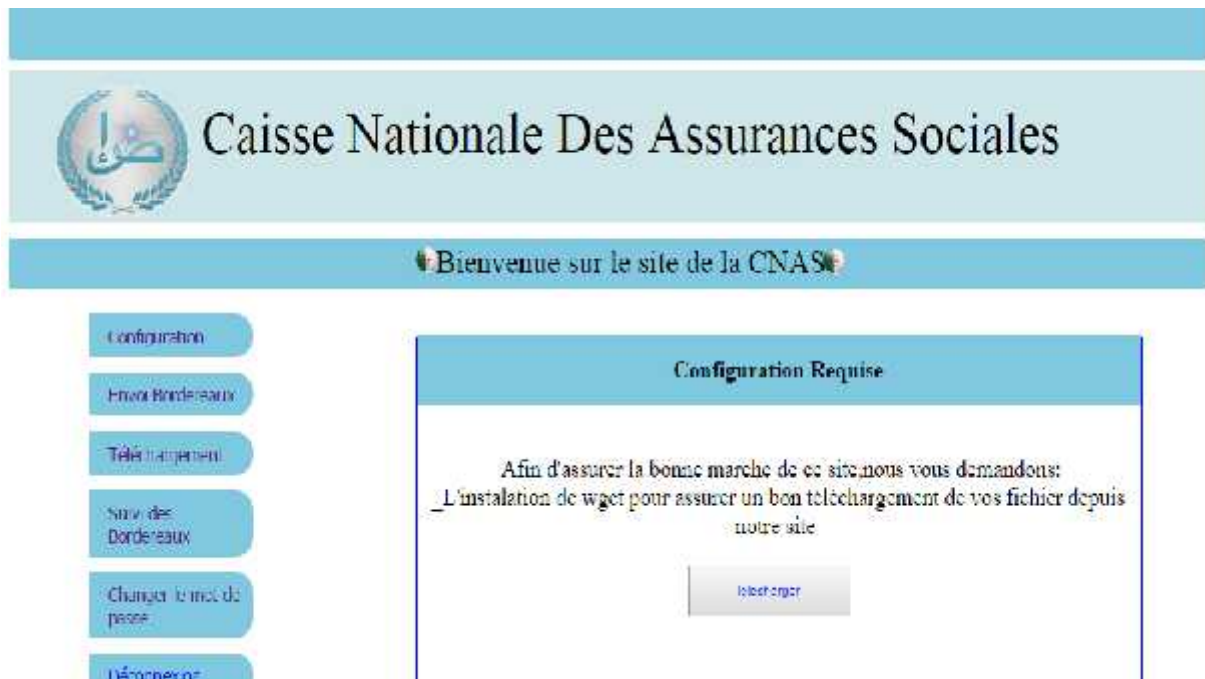 Caisse Nationale Des Assurances Sociales
Bienvenue sur le site de la CNAS
Configuration
Envoi Bordereaux
Téléchargement
Suivi des
Bordereaux
Changer le mot de
passe
Déconnexion
Configuration Requise
Afin d'assurer la bonne marche de ce site,nous vous demandons:
_L'instalation de wget pour assurer un bon téléchargement de vos fichier depuis
notre site
Telecharger